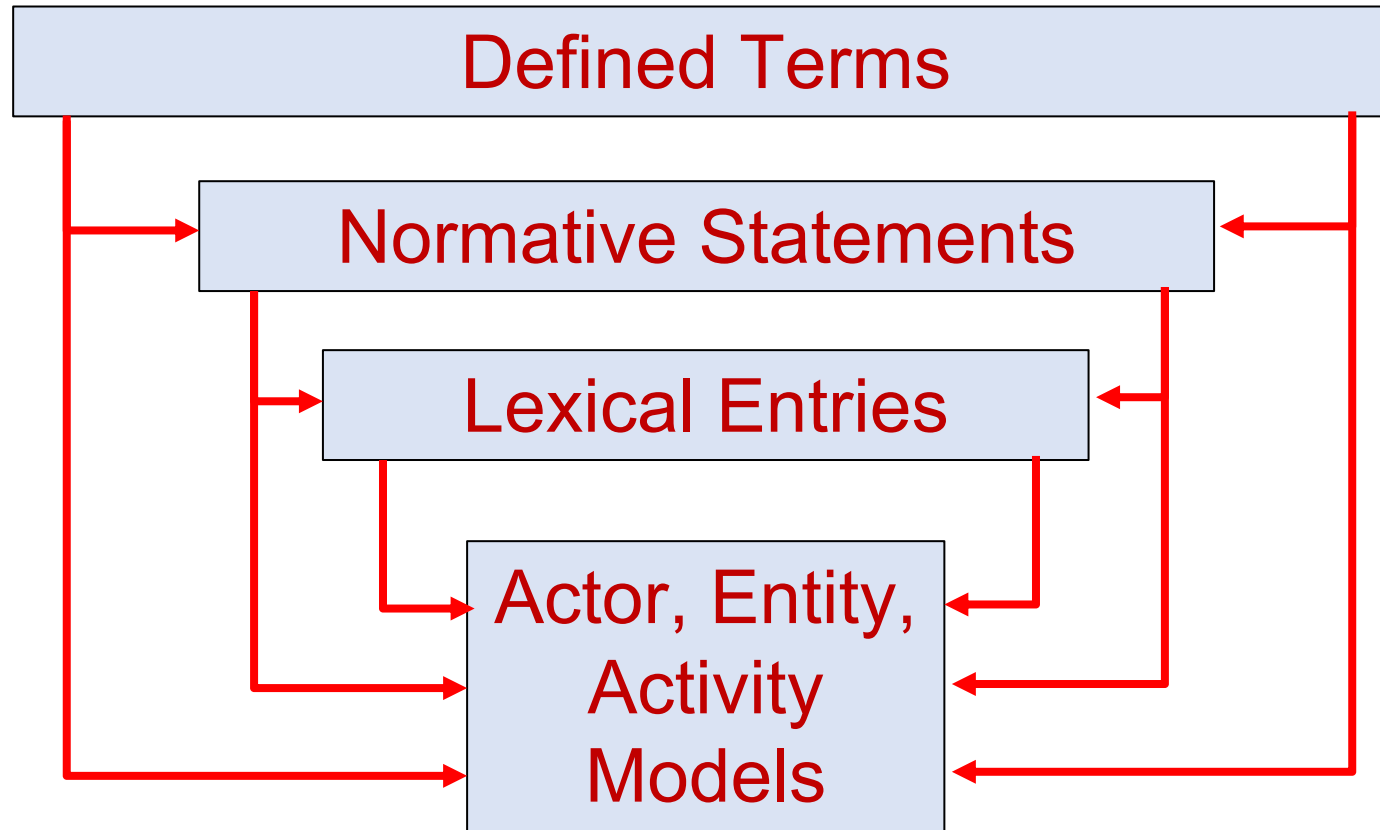 Defined Terms
Normative Statements
Lexical Entries
Actor, Entity,
Activity
Models